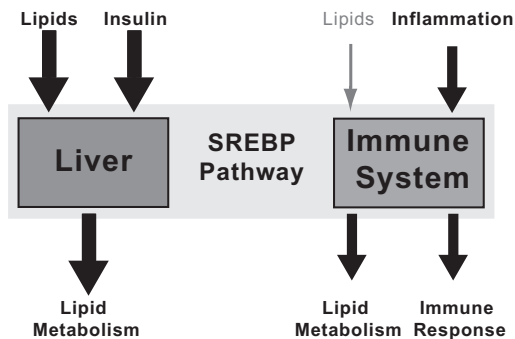 Lipids Insulin
Lipids Inflammation
Liver
SREBP
Pathway
Immune
System
Lipid
Metabolism
Lipid
Metabolism
Immune
Response